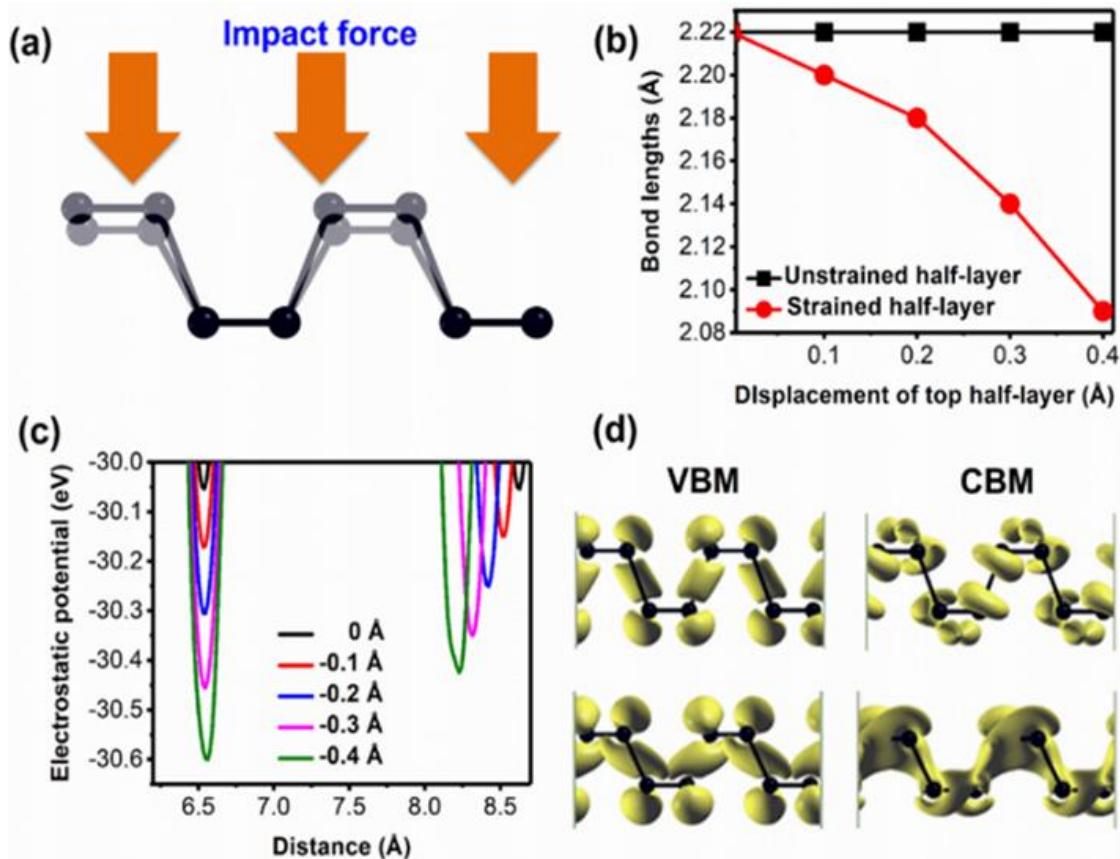 (a)
Impact force
(b)
Bond lengths (Å)
2.22
2.20
2.18
2.16
2.14
2.12
2.10
2.08
Unstrained half-layer
Strained half-layer
0.1 0.2 0.3 0.4
DIsplacement of top half-layer (Å)
(c)
Electrostatic potential (eV)
-30.0
-30.1
-30.2
-30.3
-30.4
-30.5
-30.6
0 Å
-0.1 Å
-0.2 Å
-0.3 Å
-0.4 Å
6.5 7.0 7.5 8.0 8.5
Distance (Å)
(d)
VBM CBM